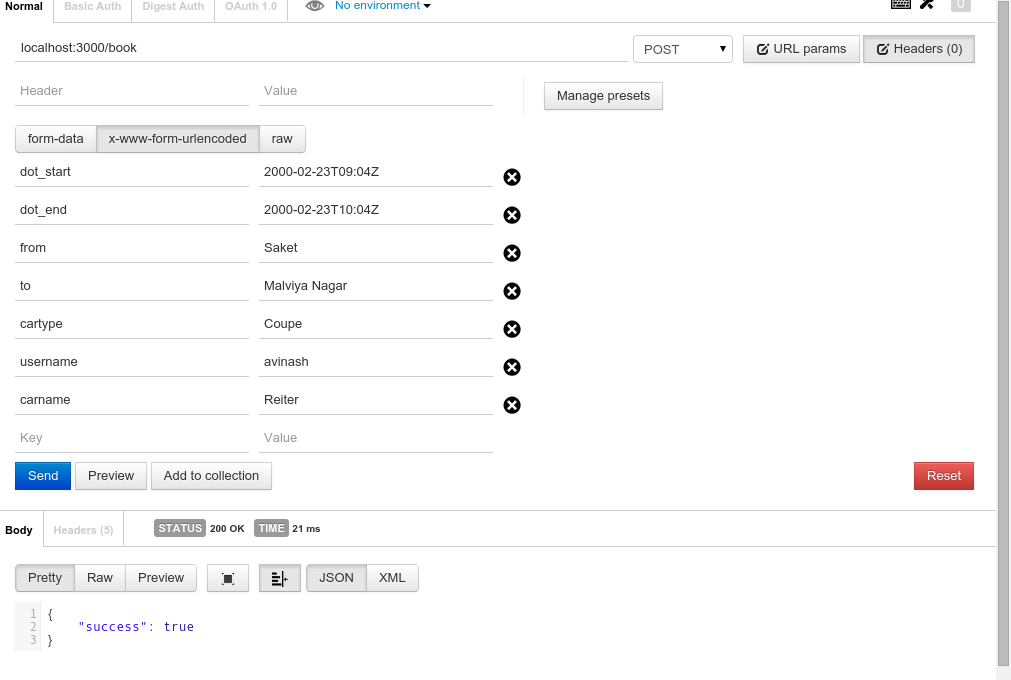 Normal Basic Auth Digest Auth OAuth 1.0 No environment 0
localhost:3000/book POST URL params Headers (0)
Header Value Manage presets
form-data x-www-form-urlencoded raw
dot_start 2000-02-23T09:04Z
dot_end 2000-02-23T10:04Z
from Saket
to Malviya Nagar
cartype Coupe
username avinash
carname Reiter
Key Value
Send Preview Add to collection Reset
Body Headers (5) STATUS 200 OK TIME 21 ms
Pretty Raw Preview JSON XML
1 {
2 "success": true
3 }